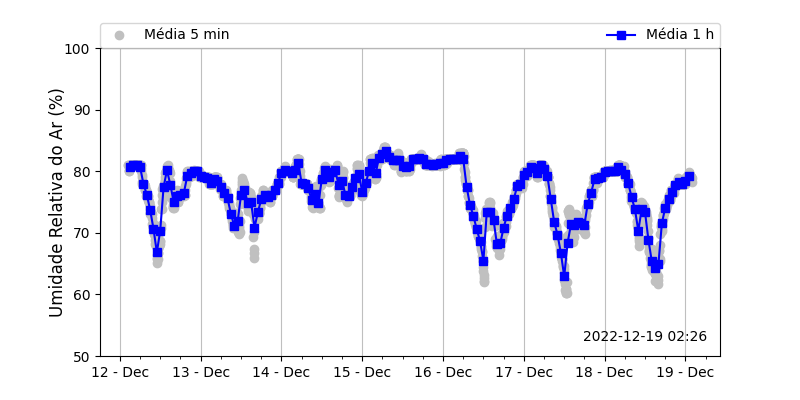 Média 5 min
Média 1 h
100
90
80
70
60
50
Umidade Relativa do Ar (%)
2022-12-19 02:26
12 - Dec
13 - Dec
14 - Dec
15 - Dec
16 - Dec
17 - Dec
18 - Dec
19 - Dec